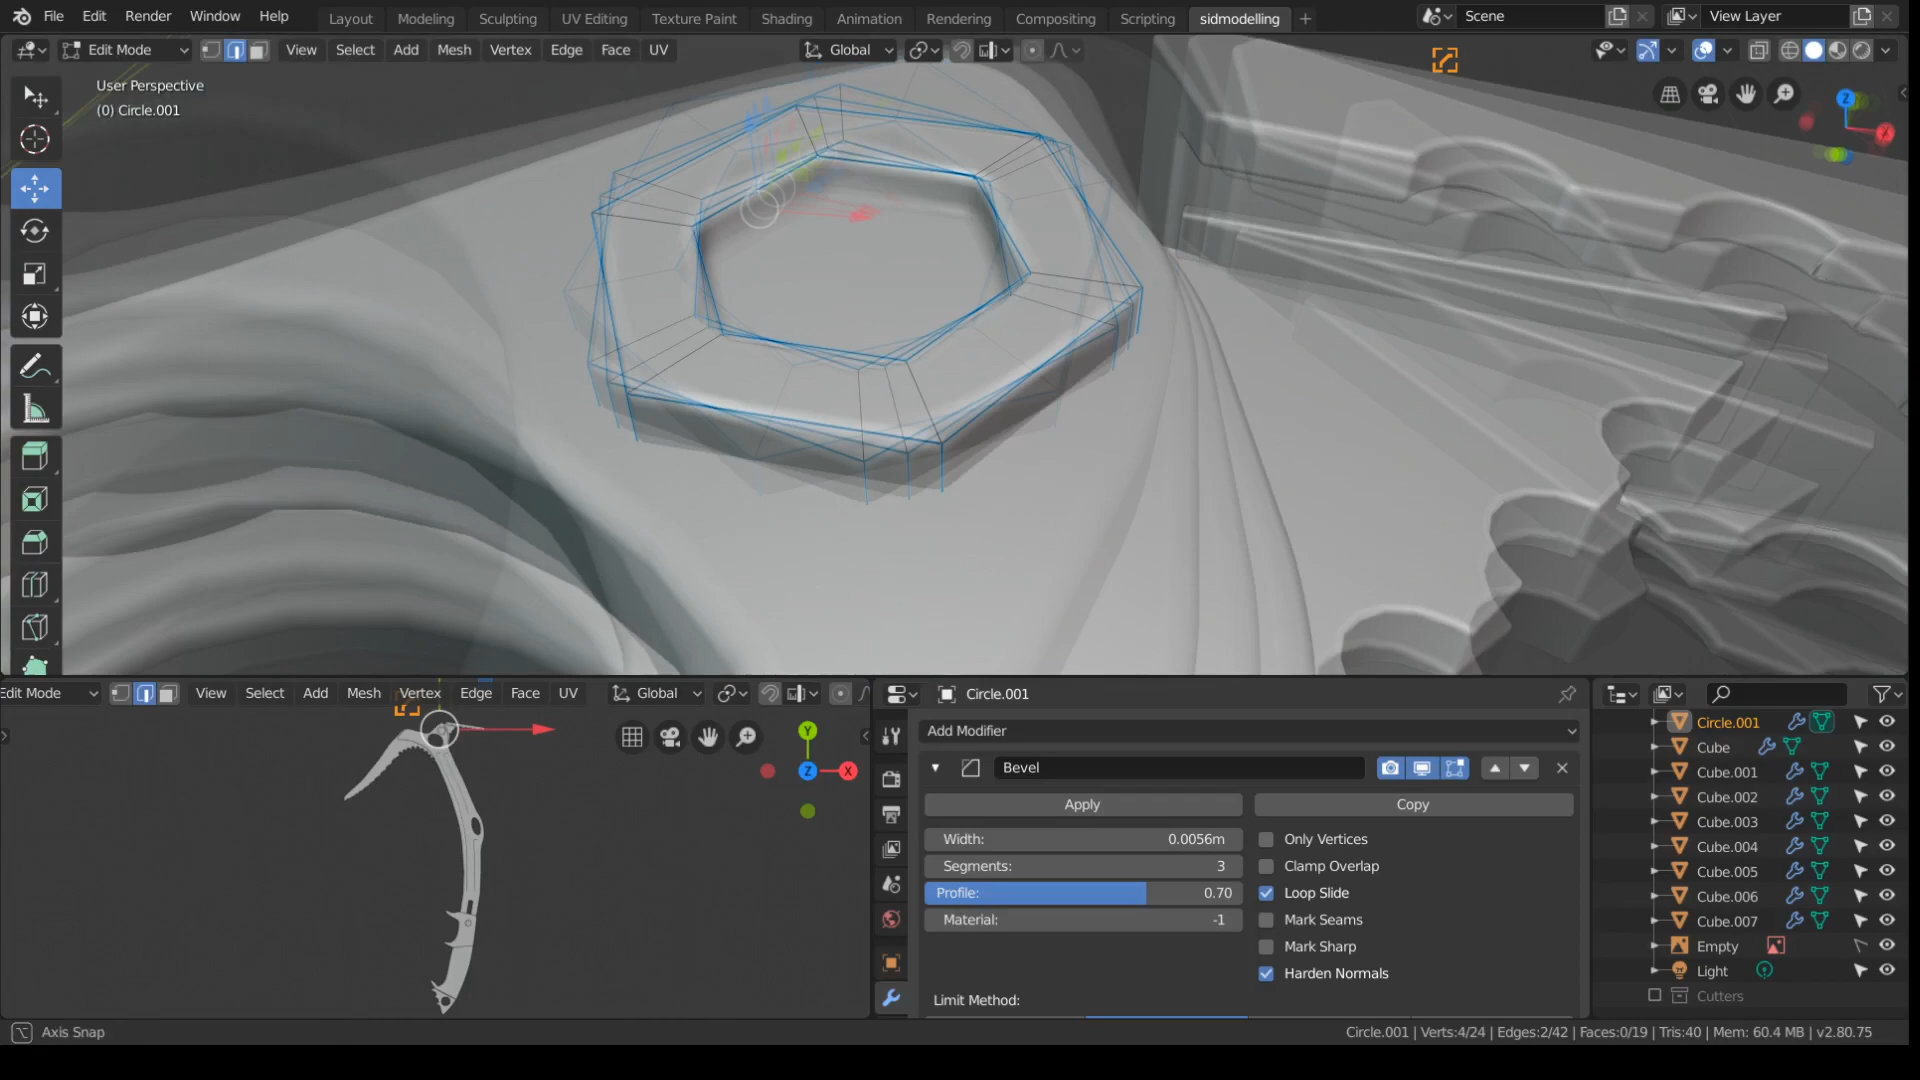 File Edit Render Window Help Layout Modeling Sculpting UV Editing Texture Paint Shading Animation Rendering Compositing Scripting sidmodelling + Scene View Layer
Edit Mode View Select Add Mesh Vertex Edge Face UV Global
User Perspective
(0) Circle.001
Z
X
Edit Mode View Select Add Mesh Vertex Edge Face UV Global
Y
Z X
Circle.001
Add Modifier
Bevel
Apply Copy
Width: 0.0056m Only Vertices
Segments: 3 Clamp Overlap
Profile: 0.70 Loop Slide
Material: -1 Mark Seams
Mark Sharp
Harden Normals
Limit Method:
Circle.001
Cube
Cube.001
Cube.002
Cube.003
Cube.004
Cube.005
Cube.006
Cube.007
Empty
Light
Cutters
Axis Snap Circle.001 | Verts:4/24 | Edges:2/42 | Faces:0/19 | Tris:40 | Mem: 60.4 MB | v2.80.75